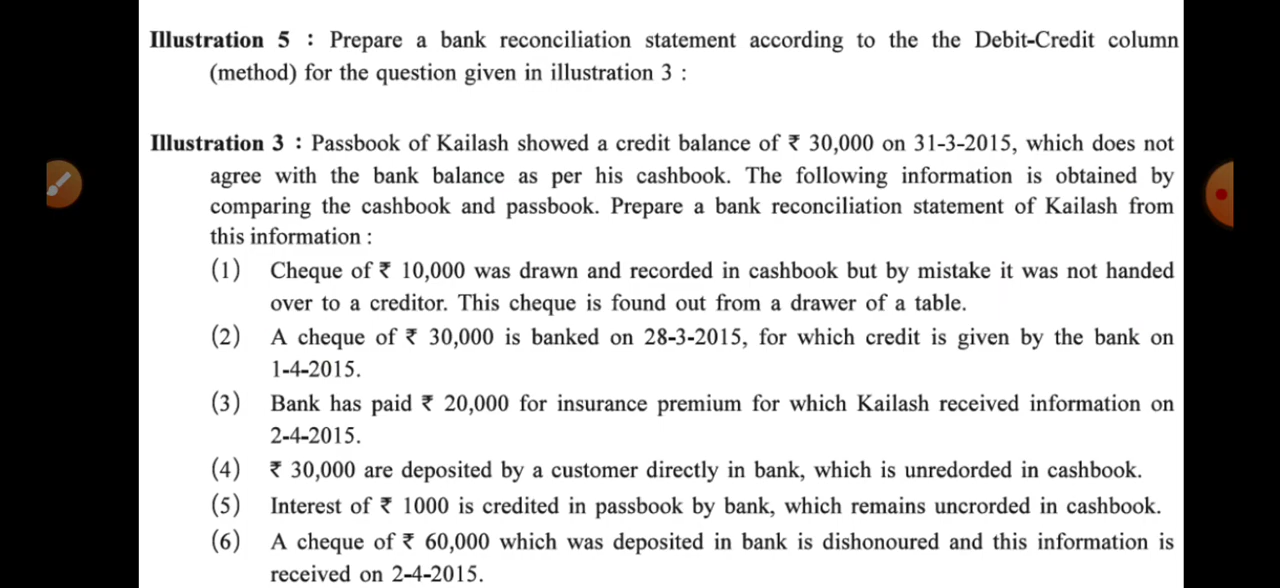 Illustration 5 : Prepare a bank reconciliation statement according to the the Debit-Credit column
(method) for the question given in illustration 3 :
Illustration 3 : Passbook of Kailash showed a credit balance of ₹ 30,000 on 31-3-2015, which does not
agree with the bank balance as per his cashbook. The following information is obtained by
comparing the cashbook and passbook. Prepare a bank reconciliation statement of Kailash from
this information :
(1) Cheque of ₹ 10,000 was drawn and recorded in cashbook but by mistake it was not handed
over to a creditor. This cheque is found out from a drawer of a table.
(2) A cheque of ₹ 30,000 is banked on 28-3-2015, for which credit is given by the bank on
1-4-2015.
(3) Bank has paid ₹ 20,000 for insurance premium for which Kailash received information on
2-4-2015.
(4) ₹ 30,000 are deposited by a customer directly in bank, which is unredorded in cashbook.
(5) Interest of ₹ 1000 is credited in passbook by bank, which remains uncrorded in cashbook.
(6) A cheque of ₹ 60,000 which was deposited in bank is dishonoured and this information is
received on 2-4-2015.